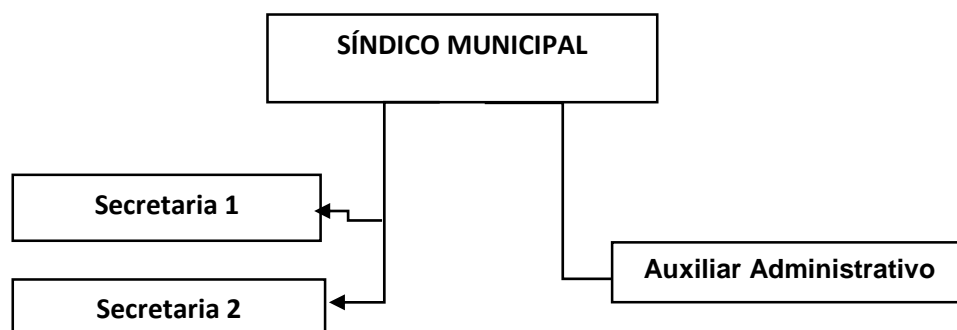 SÍNDICO MUNICIPAL
Secretaria 1
Auxiliar Administrativo
Secretaria 2